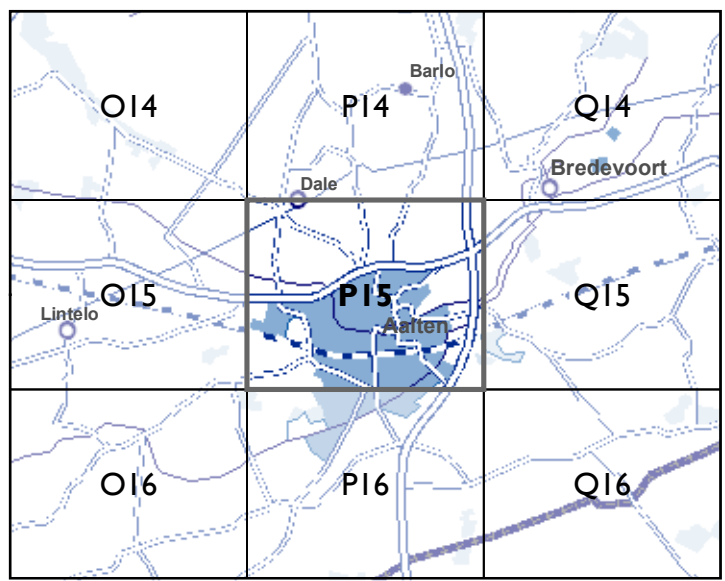 Barlo
O14 P14 Q14
Bredevoort
Dale
O15 P15 Q15
Lintelo
Aalten
O16 P16 Q16